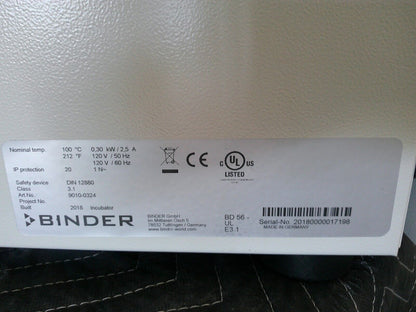 Nominal temp. 100 °C 0,30 kW / 2,5 A
212 °F 120 V / 50 Hz
120 V / 60 Hz
IP protection 20 1 N~
Safety device DIN 12880
Class 3.1
Art.No. 9010-0324
Project No.
Built 2018 Incubator
CE
C UL US
LISTED
BINDER
BINDER GmbH
Im Mittleren Ösch 5
78532 Tuttlingen / Germany
www.binder-world.com
BD 56 -
UL
E3.1
Serial-No. 20180000017198
MADE IN GERMANY